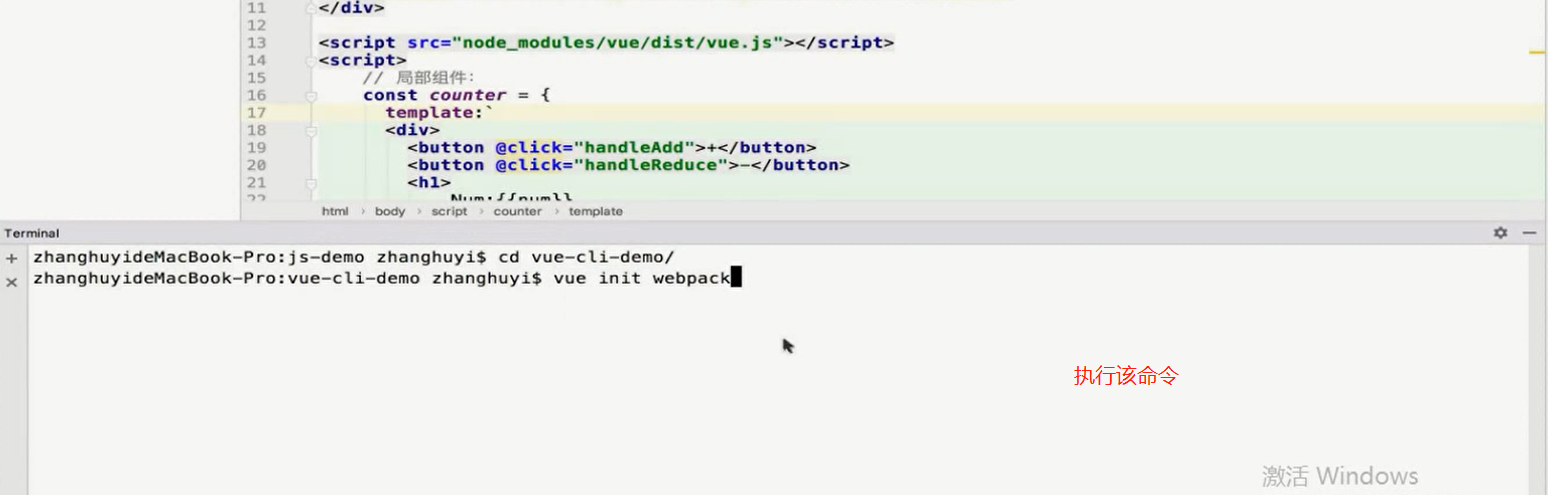 11 </div>
12
13 <script src="node_modules/vue/dist/vue.js"></script>
14 <script>
15 // 局部组件:
16 const counter = {
17 template:`
18 <div>
19 <button @click="handleAdd">+</button>
20 <button @click="handleReduce">-</button>
21 <h1>
22 Num:{{num}}
html › body › script › counter › template
Terminal
+ zhanghuyideMacBook-Pro:js-demo zhanghuyi$ cd vue-cli-demo/
× zhanghuyideMacBook-Pro:vue-cli-demo zhanghuyi$ vue init webpack
执行该命令
激活 Windows